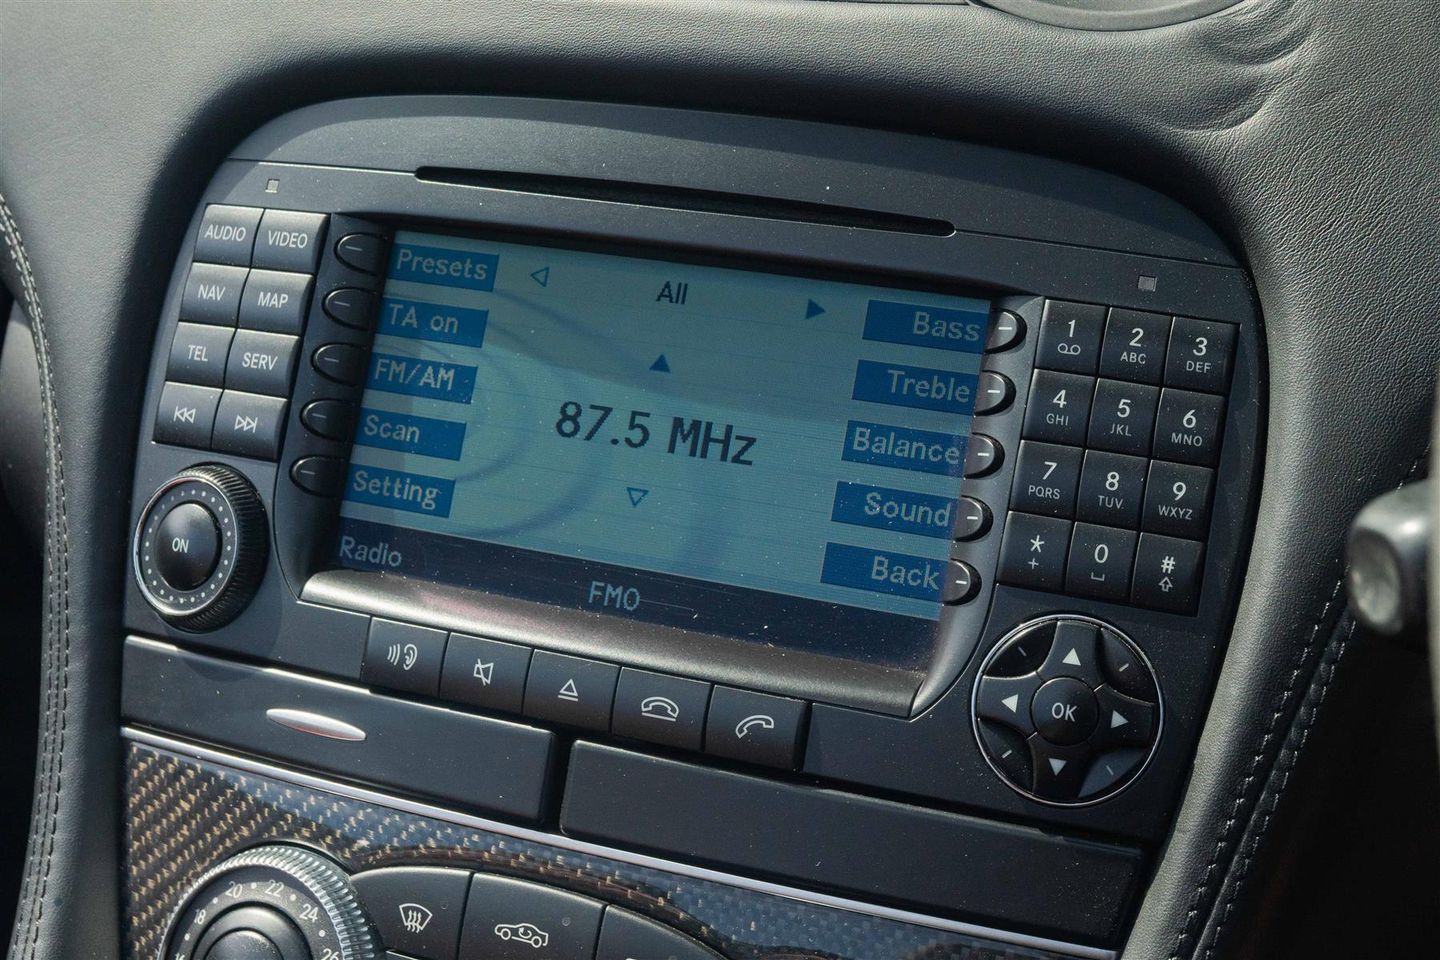 AUDIO VIDEO
NAV MAP
TEL SERV
ON
Presets
TA on
FM/AM
Scan
Setting
Radio
All
87.5 MHz
FM0
Bass
Treble
Balance
Sound
Back
1 2 ABC 3 DEF
4 GHI 5 JKL 6 MNO
7 PQRS 8 TUV 9 WXYZ
* + 0 #
OK
18 20 22 24 26